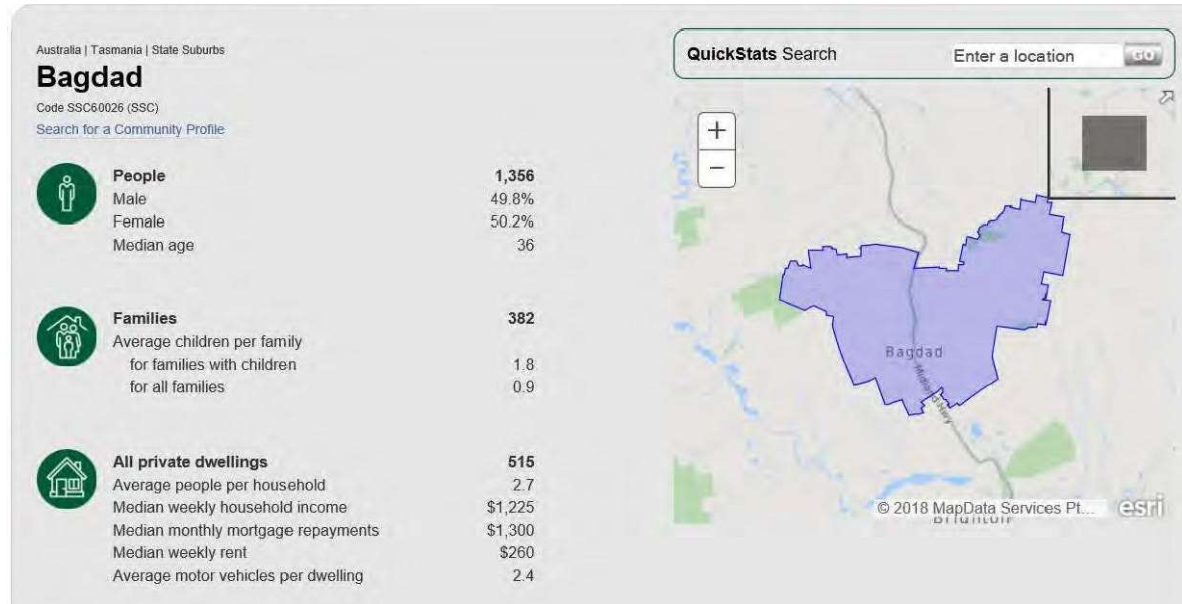 Australia | Tasmania | State Suburbs
Bagdad
Code SSC60026 (SSC)
Search for a Community Profile
People 1,356
Male 49.8%
Female 50.2%
Median age 36
Families 382
Average children per family
for families with children 1.8
for all families 0.9
All private dwellings 515
Average people per household 2.7
Median weekly household income $1,225
Median monthly mortgage repayments $1,300
Median weekly rent $260
Average motor vehicles per dwelling 2.4
QuickStats Search Enter a location GO
+
−
Bagdad
Midland Hwy
© 2018 MapData Services Pt... esri
Brighton